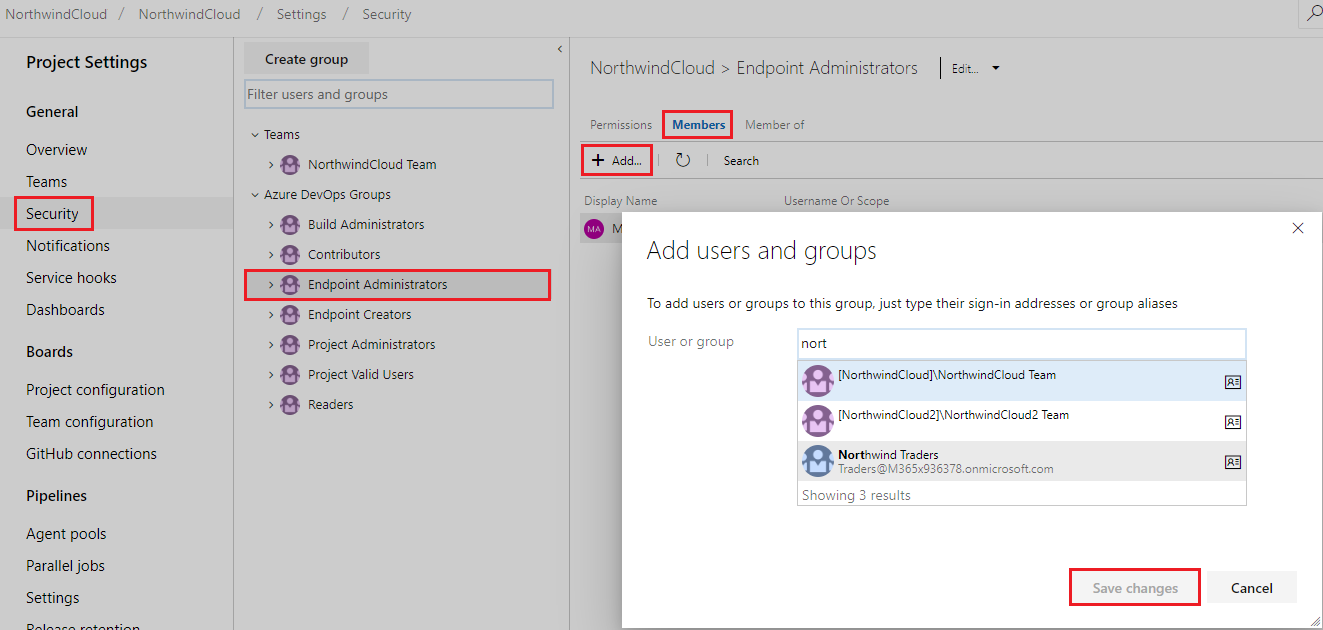 NorthwindCloud / NorthwindCloud / Settings / Security
Project Settings
General
Overview
Teams
Security
Notifications
Service hooks
Dashboards
Boards
Project configuration
Team configuration
GitHub connections
Pipelines
Agent pools
Parallel jobs
Settings
Release retention
Create group
Filter users and groups
Teams
NorthwindCloud Team
Azure DevOps Groups
Build Administrators
Contributors
Endpoint Administrators
Endpoint Creators
Project Administrators
Project Valid Users
Readers
NorthwindCloud > Endpoint Administrators
Edit...
Permissions Members Member of
+ Add... Search
Display Name Username Or Scope
MA M
Add users and groups
To add users or groups to this group, just type their sign-in addresses or group aliases
User or group
nort
[NorthwindCloud]\NorthwindCloud Team
[NorthwindCloud2]\NorthwindCloud2 Team
Northwind Traders
Traders@M365x936378.onmicrosoft.com
Showing 3 results
Save changes Cancel